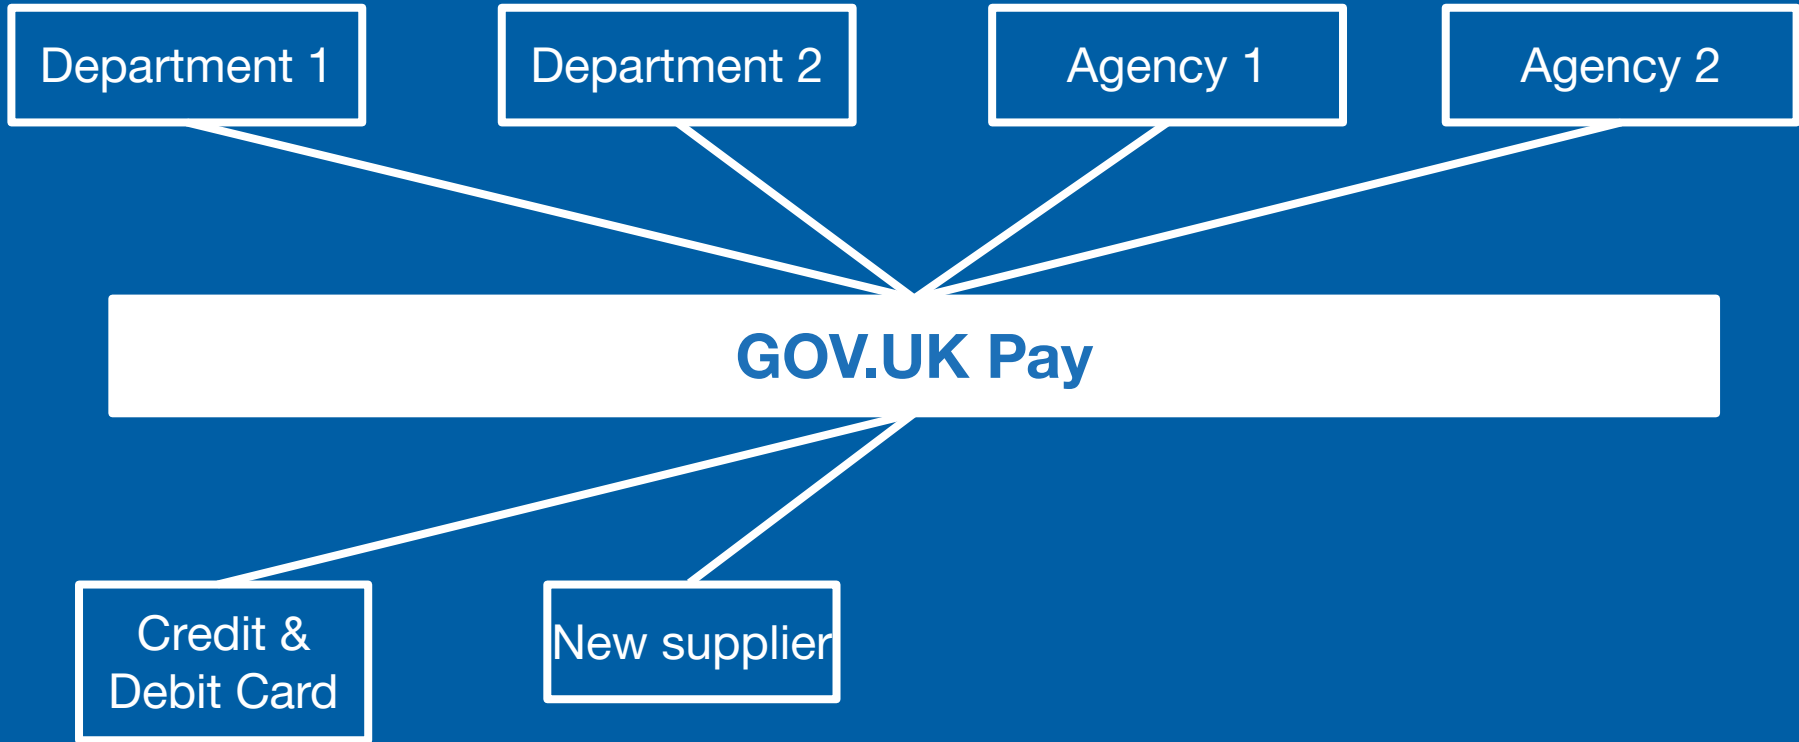 Department 1
Department 2
Agency 1
Agency 2
GOV.UK Pay
Credit &
Debit Card
New supplier